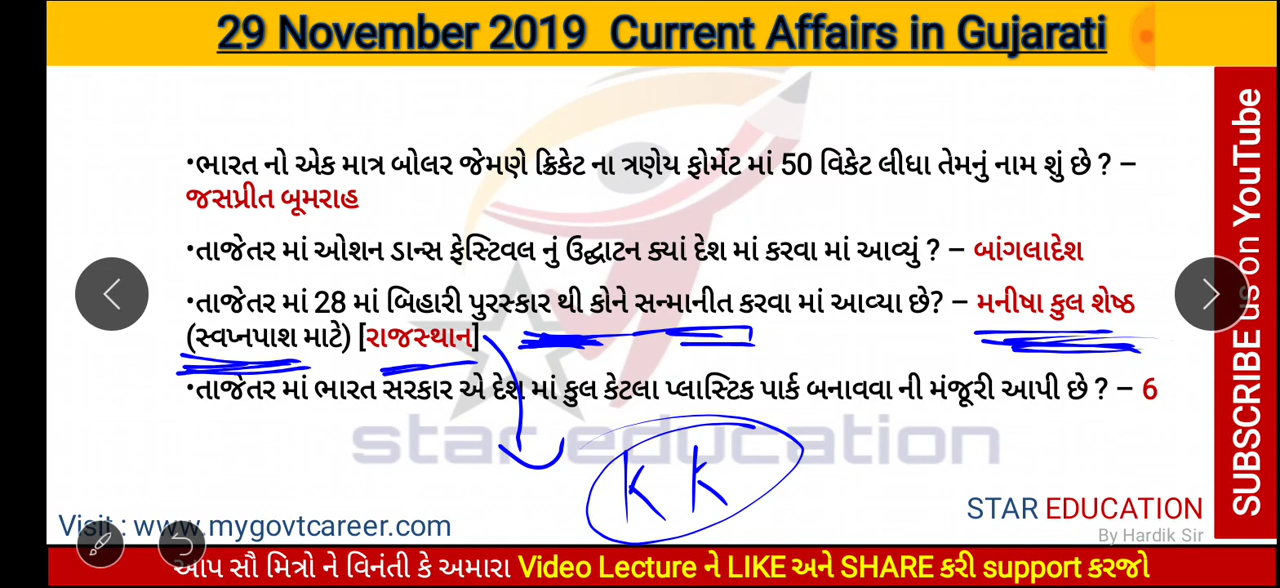 29 November 2019 Current Affairs in Gujarati
•ભારત નો એક માત્ર બોલર જેમણે ક્રિકેટ ના ત્રણેય ફોર્મેટ માં 50 વિકેટ લીધા તેમનું નામ શું છે ? –
જસપ્રીત બૂમરાહ
•તાજેતર માં ઓશન ડાન્સ ફેસ્ટિવલ નું ઉદ્ઘાટન ક્યાં દેશ માં કરવા માં આવ્યું ? – બાંગલાદેશ
•તાજેતર માં 28 માં બિહારી પુરસ્કાર થી કોને સન્માનીત કરવા માં આવ્યા છે? – મનીષા કુલ શેષ્ઠ
(સ્વપ્નપાશ માટે) [રાજસ્થાન]
•તાજેતર માં ભારત સરકાર એ દેશ માં કુલ કેટલા પ્લાસ્ટિક પાર્ક બનાવવા ની મંજૂરી આપી છે ? – 6
star education
K K
STAR EDUCATION
Visit : www.mygovtcareer.com
By Hardik Sir
આપ સૌ મિત્રો ને વિનંતી કે અમારા Video Lecture ને LIKE અને SHARE કરી support કરજો
SUBSCRIBE us on YouTube